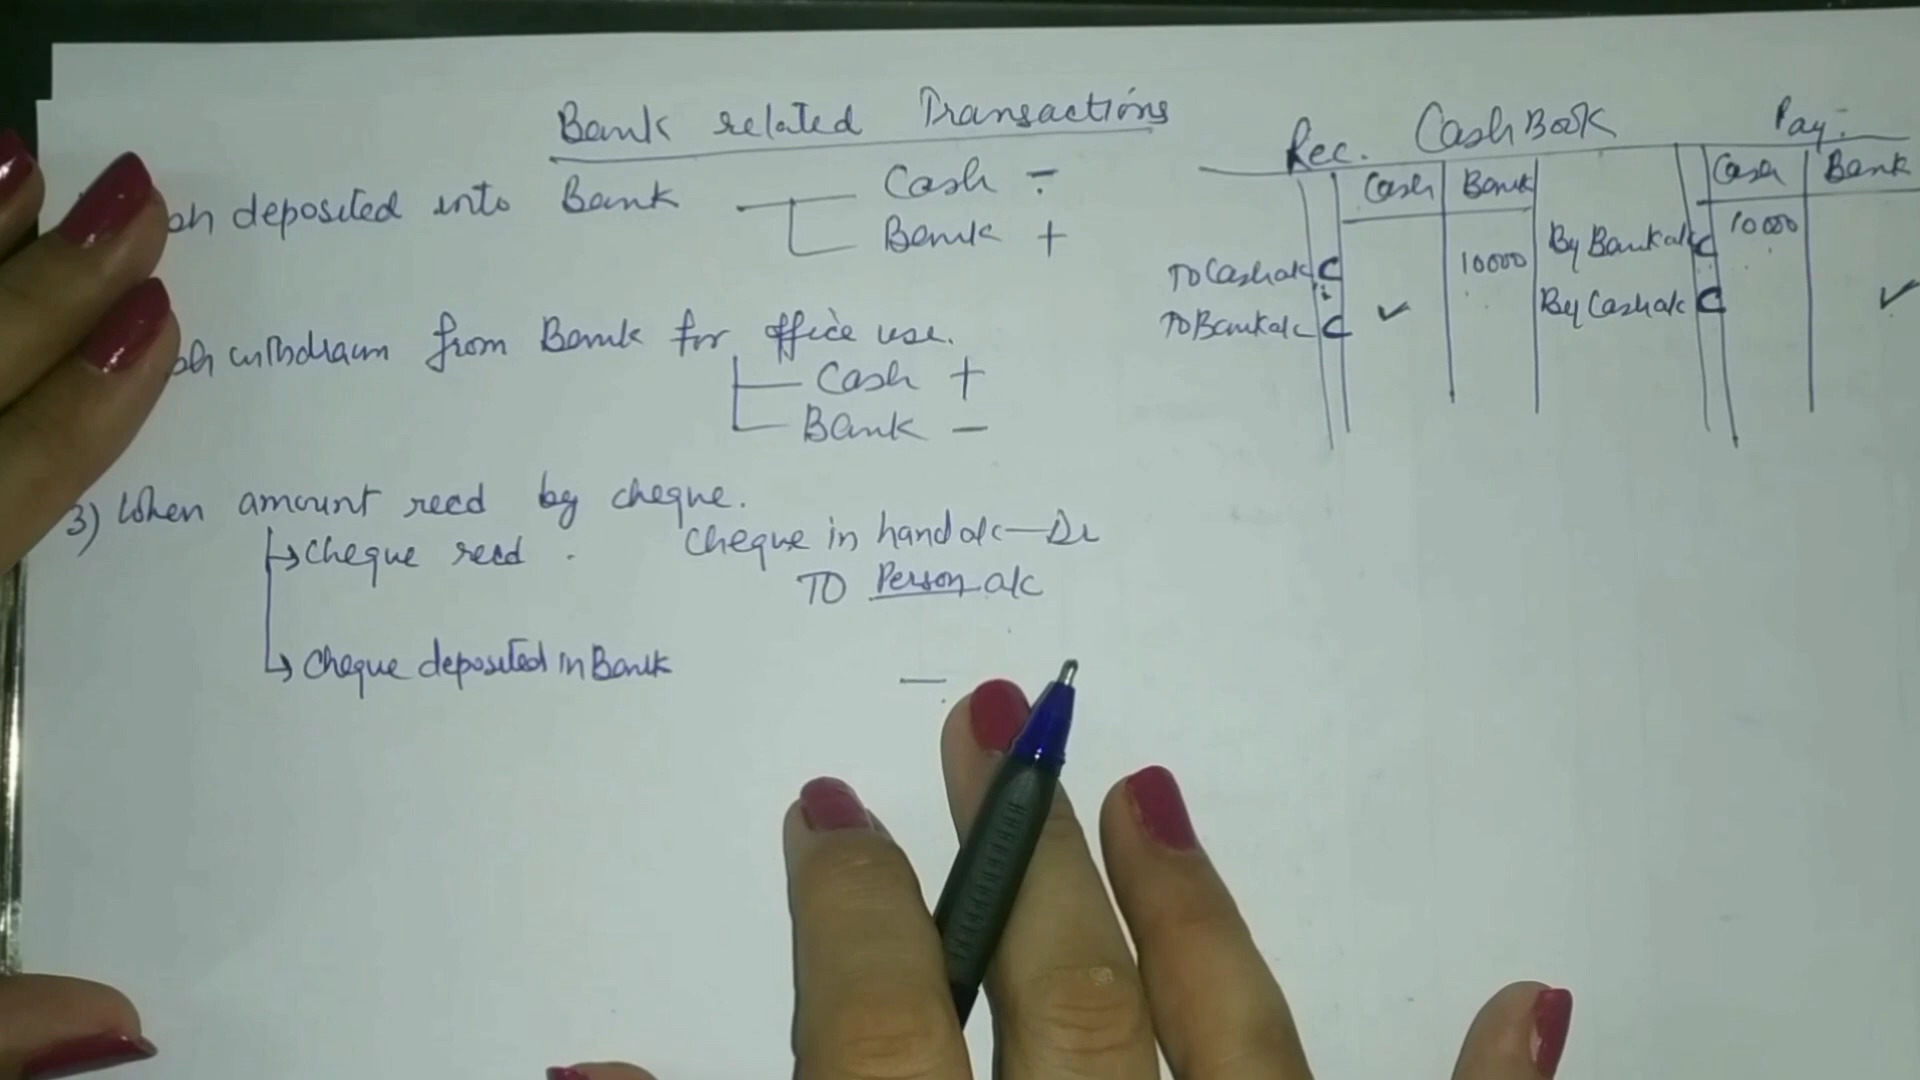 Bank related Transactions
deposited into Bank
Cash -
Bank +
withdrawn from Bank for office use.
Cash +
Bank -
3) When amount recd by cheque.
→ Cheque recd.
Cheque in hand a/c - Dr
TO Person a/c
→ Cheque deposited in Bank
Cash Book
Rec. Pay.
Cash Bank Cash Bank
To Cash a/c C 10000 By Bank a/c C 10000
To Bank a/c C ✓ By Cash a/c C ✓